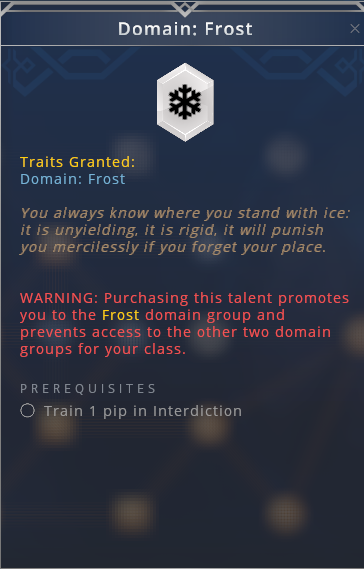 Domain: Frost
Traits Granted:
Domain: Frost
You always know where you stand with ice:
it is unyielding, it is rigid, it will punish
you mercilessly if you forget your place.
WARNING: Purchasing this talent promotes
you to the Frost domain group and
prevents access to the other two domain
groups for your class.
PREREQUISITES
Train 1 pip in Interdiction